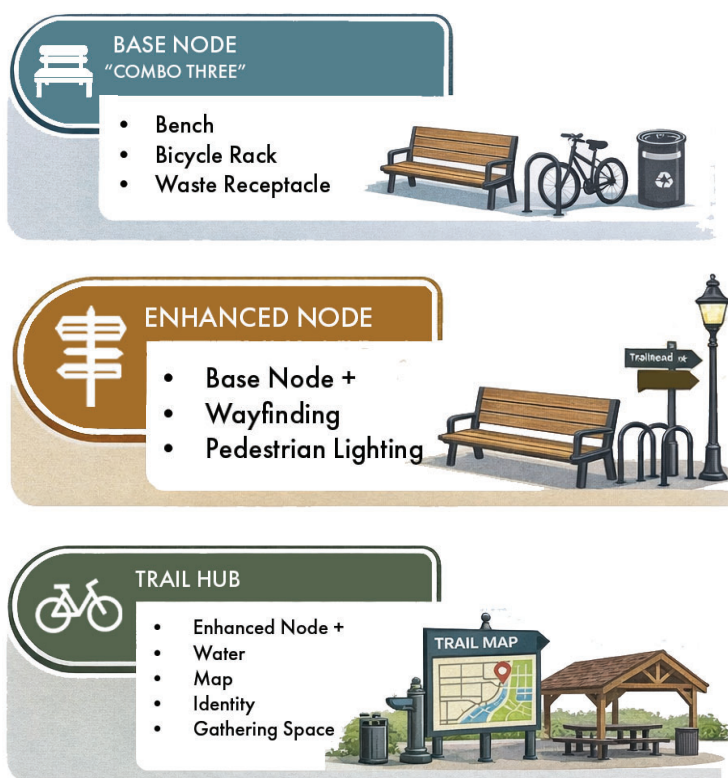 BASE NODE
“COMBO THREE”
• Bench
• Bicycle Rack
• Waste Receptacle
ENHANCED NODE
• Base Node +
• Wayfinding
• Pedestrian Lighting
Trailhead
TRAIL HUB
• Enhanced Node +
• Water
• Map
• Identity
• Gathering Space
TRAIL MAP